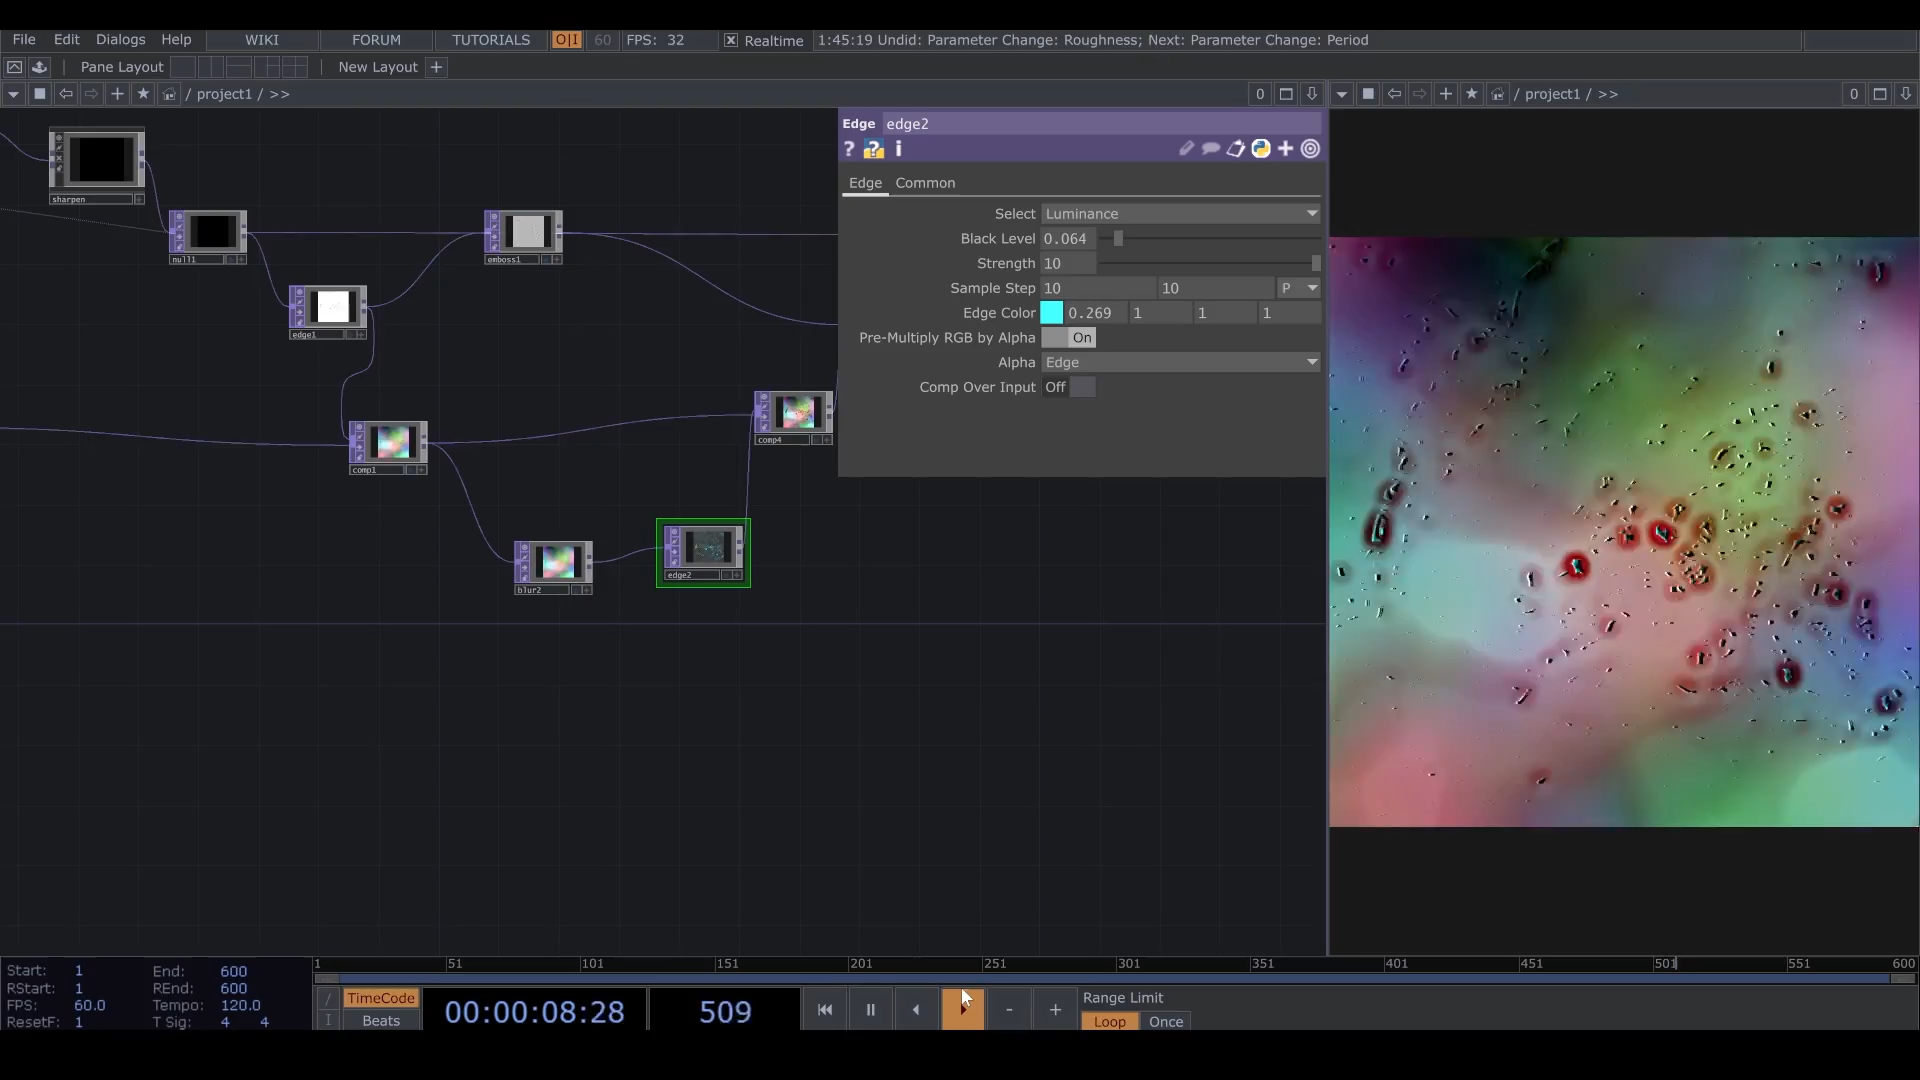 File Edit Dialogs Help WIKI FORUM TUTORIALS O|I 60 FPS: 32 Realtime 1:45:19 Undid: Parameter Change: Roughness; Next: Parameter Change: Period
Pane Layout New Layout +
/ project1 / >> 0 / project1 / >> 0
Edge edge2
? ? i
Edge Common
Select Luminance
Black Level 0.064
Strength 10
Sample Step 10 10 P
Edge Color 0.269 1 1 1
Pre-Multiply RGB by Alpha On
Alpha Edge
Comp Over Input Off
sharpen
null1
emboss1
edge1
comp4
comp1
edge2
blur2
1 51 101 151 201 251 301 351 401 451 501 551 600
Start: 1 End: 600
RStart: 1 REnd: 600
FPS: 60.0 Tempo: 120.0
ResetF: 1 T Sig: 4 4
/ TimeCode
I Beats
00:00:08:28 509 - +
Range Limit
Loop Once